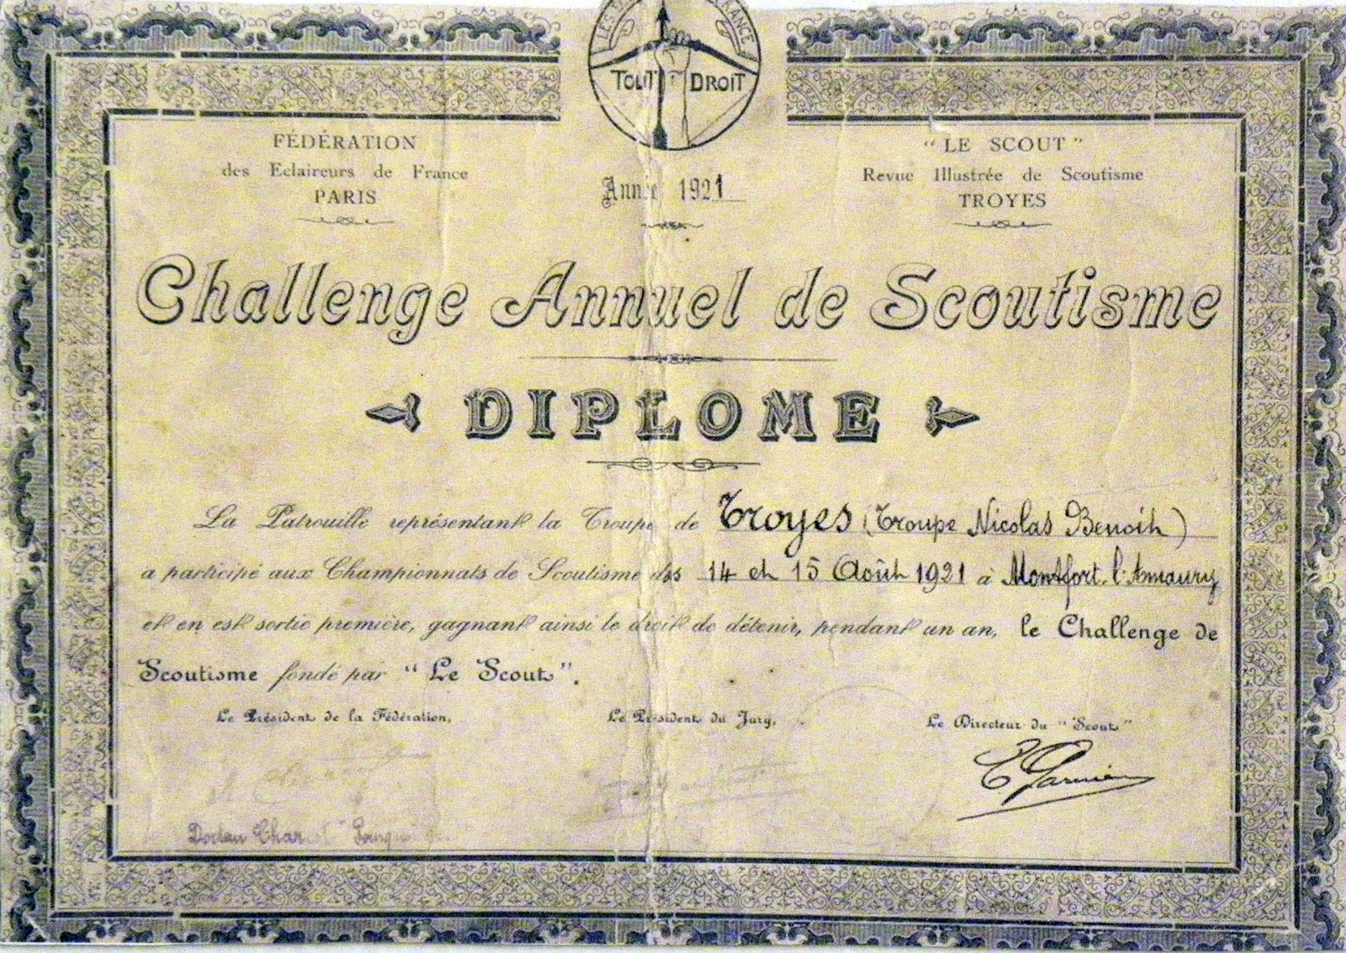 LES
FRANCE
TOUT DROIT
FÉDÉRATION
des Eclaireurs de France
PARIS
Année 1921
" LE SCOUT "
Revue Illustrée de Scoutisme
TROYES
Challenge Annuel de Scoutisme
DIPLOME
La Patrouille représentant la Troupe de Troyes (Troupe Nicolas Benoît)
a participé aux Championnats de Scoutisme des 14 et 15 Août 1921 à Montfort l'Amaury
et en est sortie première, gagnant ainsi le droit de détenir, pendant un an, le Challenge de
Scoutisme fondé par " Le Scout ".
Le Président de la Fédération,
Le Président du Jury,
Le Directeur du " Scout "